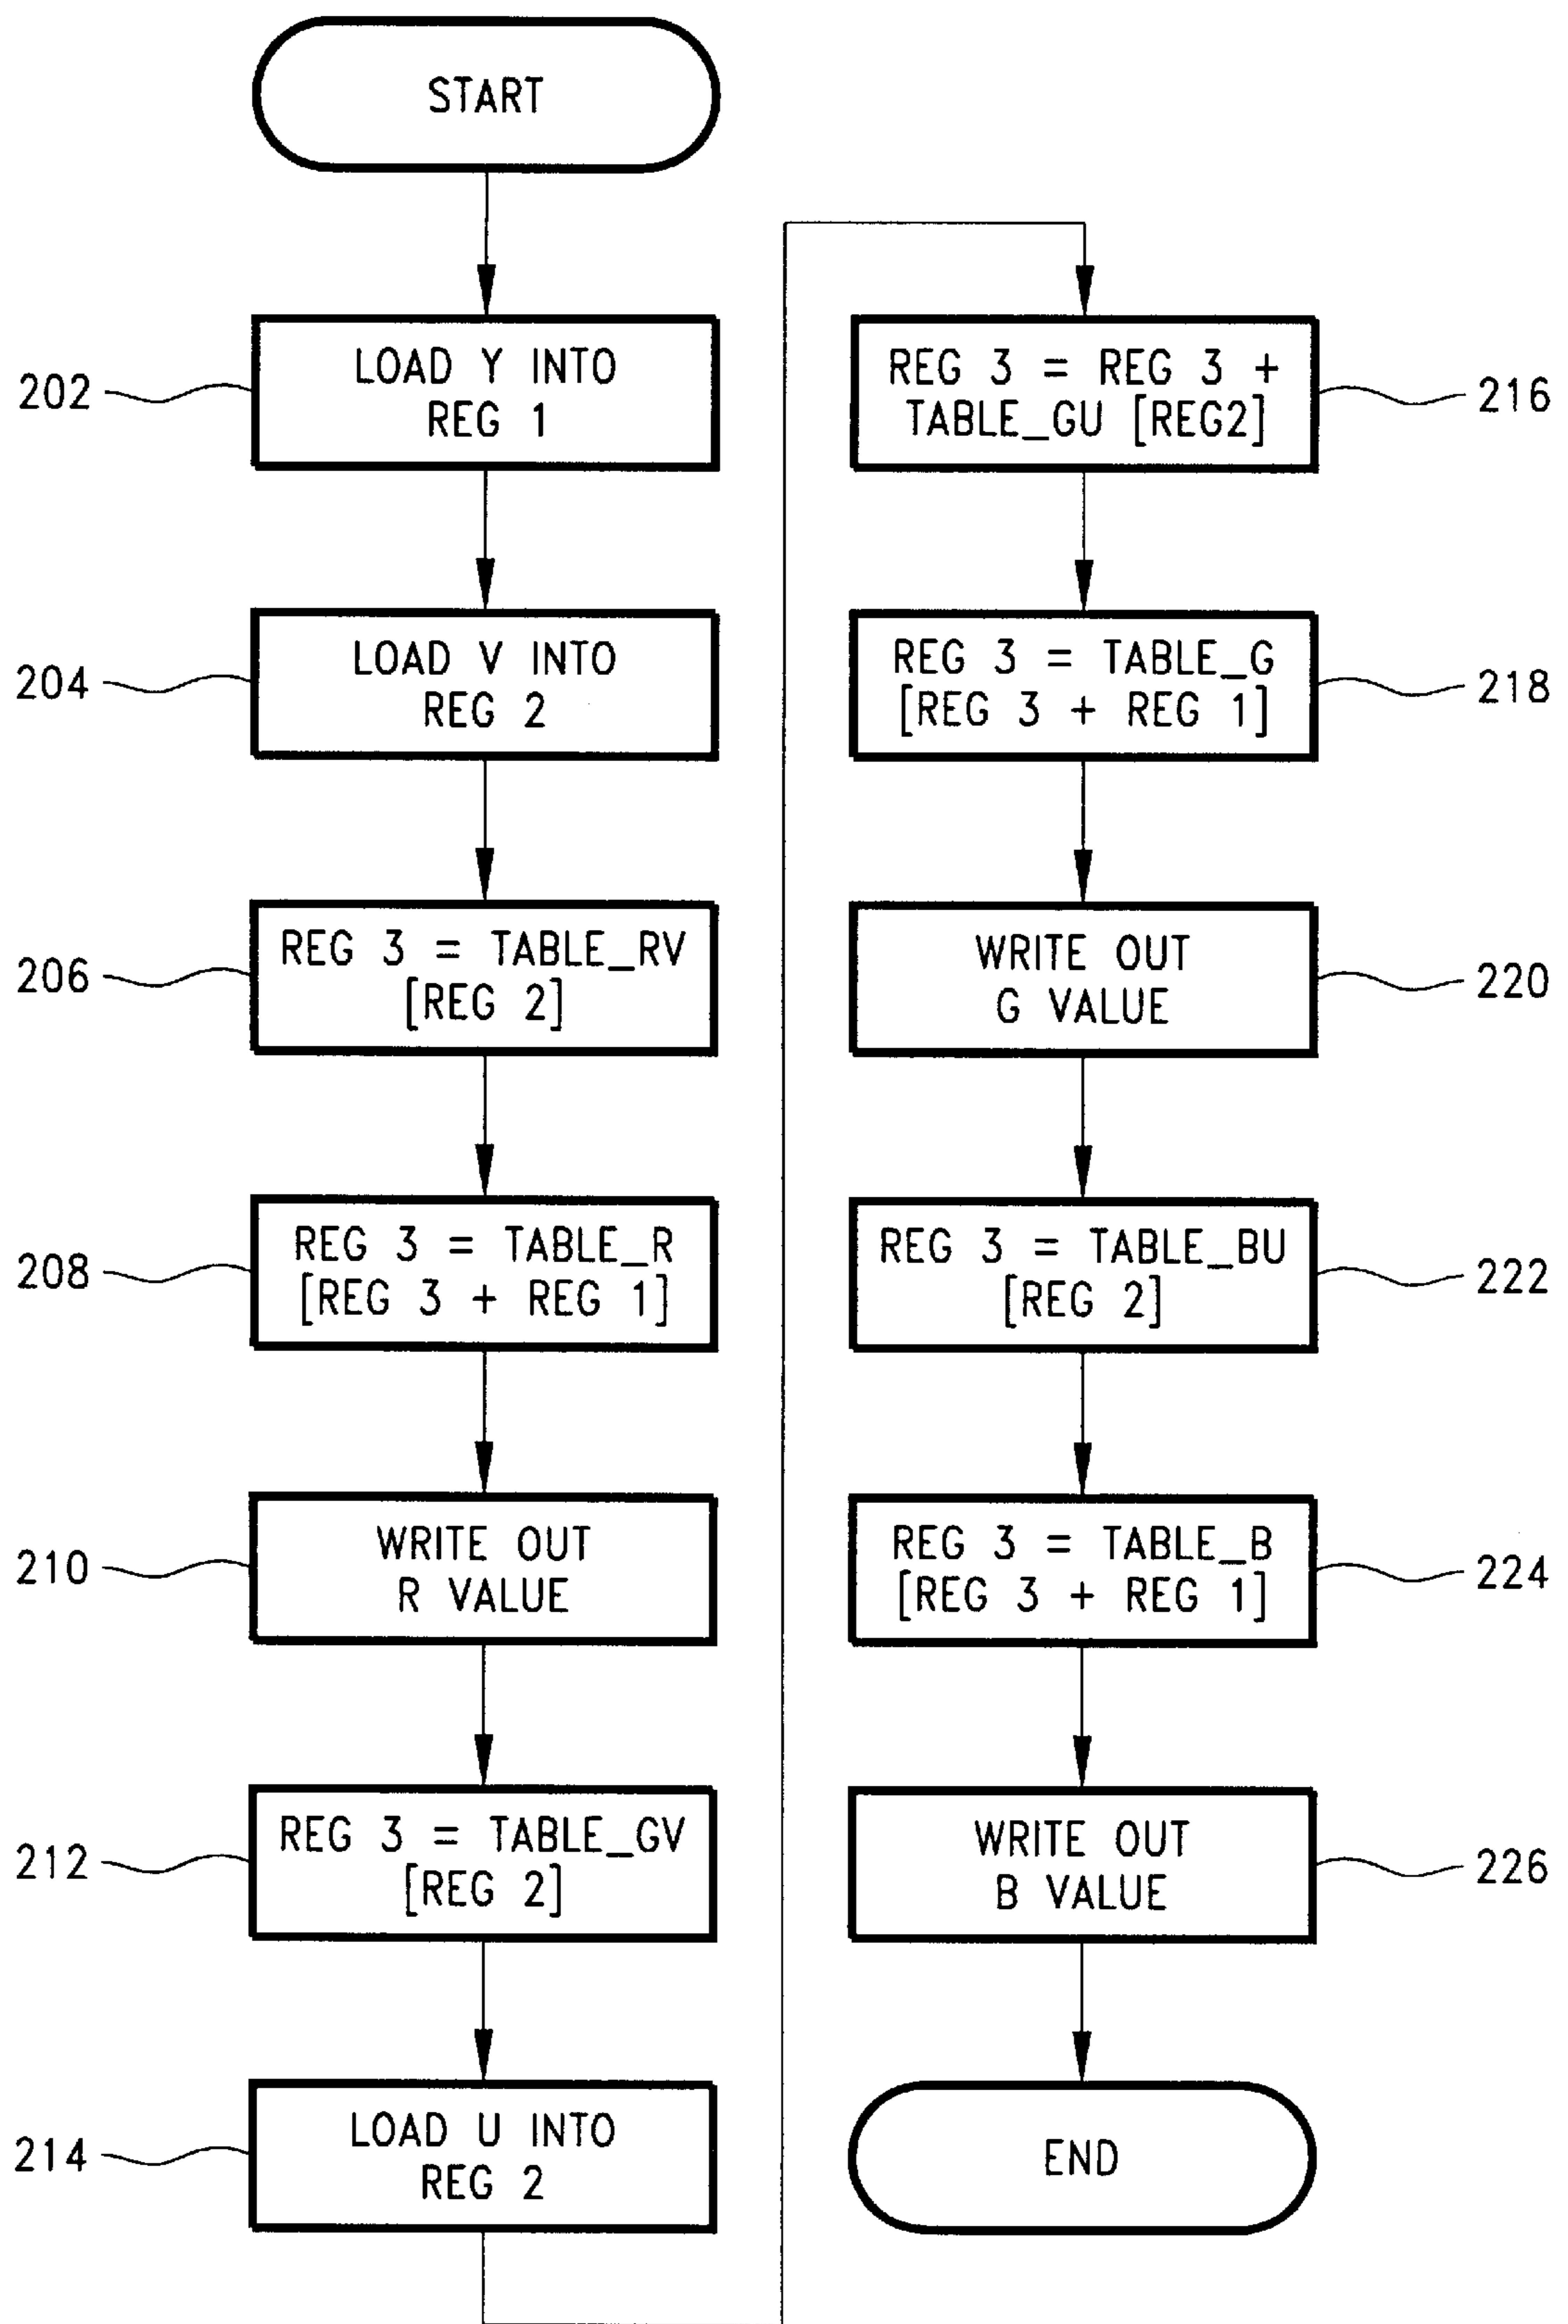 START
202
LOAD Y INTO
REG 1
204
LOAD V INTO
REG 2
206
REG 3 = TABLE_RV
[REG 2]
208
REG 3 = TABLE_R
[REG 3 + REG 1]
210
WRITE OUT
R VALUE
212
REG 3 = TABLE_GV
[REG 2]
214
LOAD U INTO
REG 2
REG 3 = REG 3 +
TABLE_GU [REG2]
216
REG 3 = TABLE_G
[REG 3 + REG 1]
218
WRITE OUT
G VALUE
220
REG 3 = TABLE_BU
[REG 2]
222
REG 3 = TABLE_B
[REG 3 + REG 1]
224
WRITE OUT
B VALUE
226
END